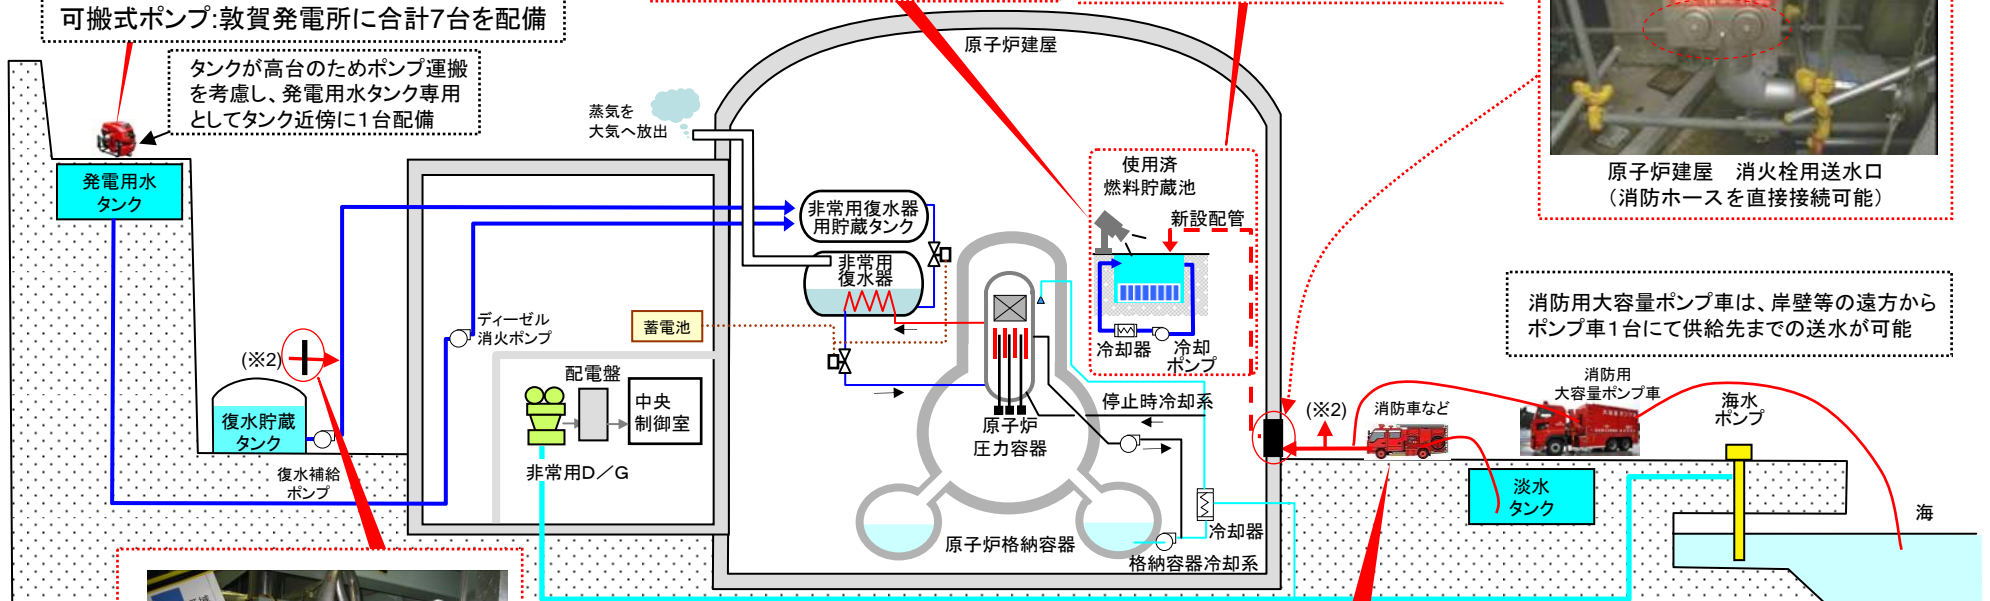 可搬式ポンプ:敦賀発電所に合計7台を配備
タンクが高台のためポンプ運搬
を考慮し、発電用水タンク専用
としてタンク近傍に1台配備
発電用水
タンク
(※2)
復水貯蔵
タンク
復水補給
ポンプ
ディーゼル
消火ポンプ
配電盤
中央
制御室
非常用D/G
蓄電池
蒸気を
大気へ放出
原子炉建屋
非常用復水器
用貯蔵タンク
非常用
復水器
原子炉
圧力容器
原子炉格納容器
使用済
燃料貯蔵池
新設配管
冷却器
冷却
ポンプ
停止時冷却系
冷却器
格納容器冷却系
原子炉建屋 消火栓用送水口
(消防ホースを直接接続可能)
消防用大容量ポンプ車は、岸壁等の遠方から
ポンプ車1台にて供給先までの送水が可能
(※2)
消防車など
消防用
大容量ポンプ車
海水
ポンプ
淡水
タンク
海